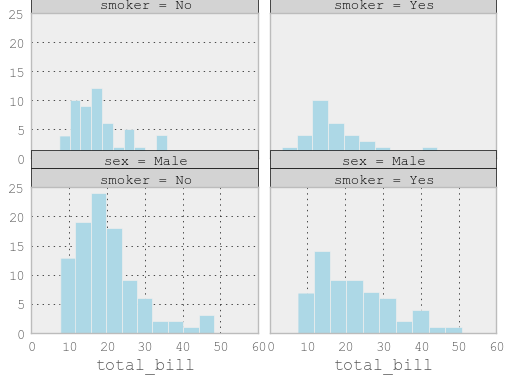 smoker = No
smoker = Yes
25
20
15
10
5
0
sex = Male
sex = Male
smoker = No
smoker = Yes
25
20
15
10
5
0
0 10 20 30 40 50 60
0 10 20 30 40 50 60
total_bill
total_bill